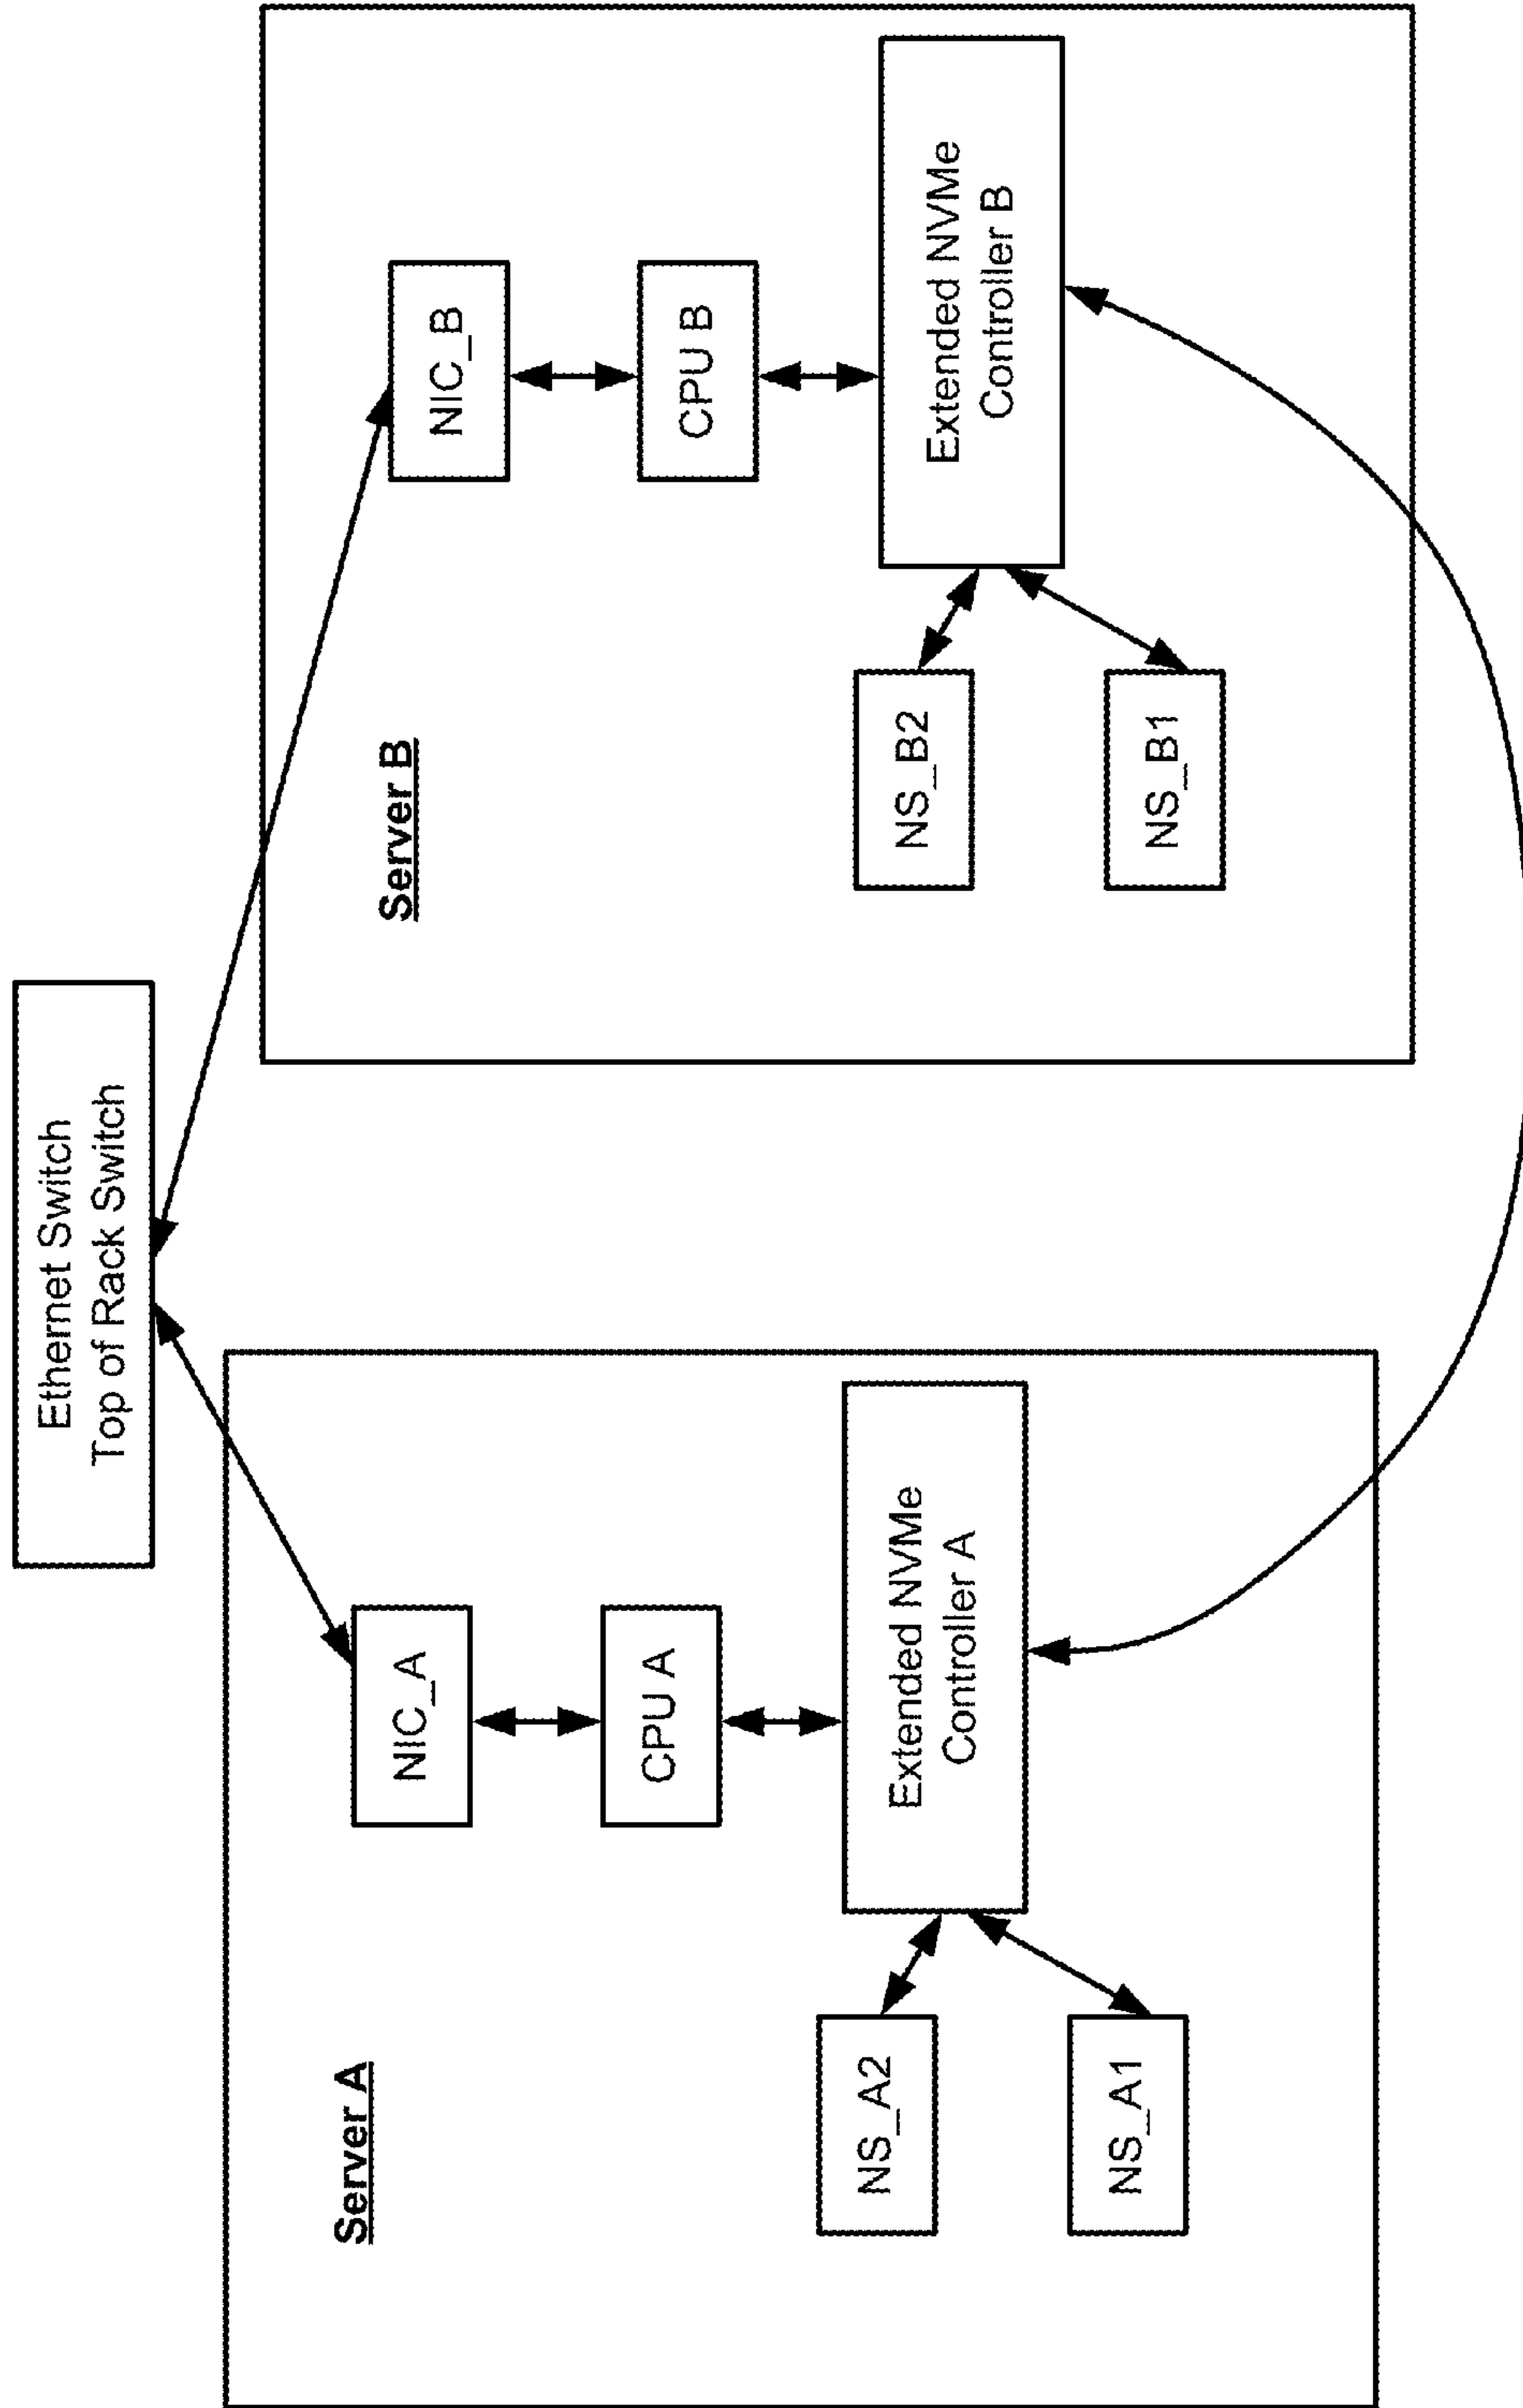 Ethernet Switch
Top of Rack Switch
Server A
NIC_A
CPU A
Extended NVMe
Controller A
NS_A2
NS_A1
Server B
NIC_B
CPU B
Extended NVMe
Controller B
NS_B2
NS_B1